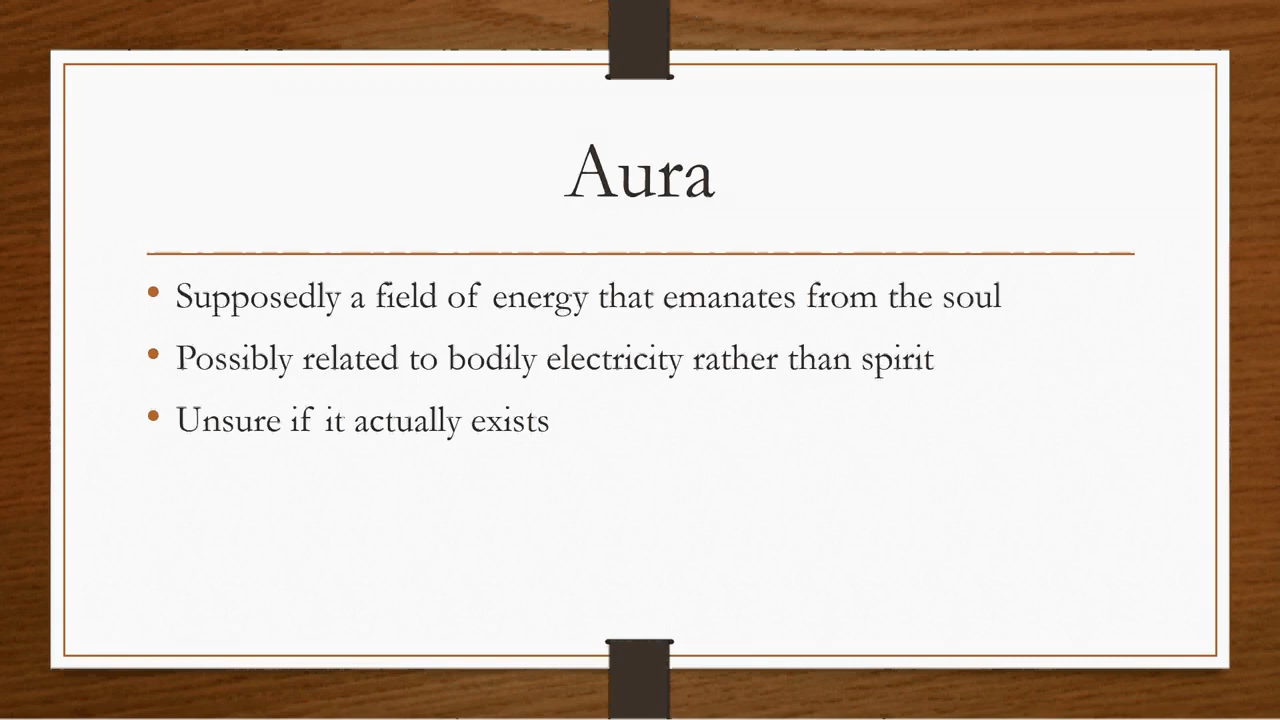 Aura
• Supposedly a field of energy that emanates from the soul
• Possibly related to bodily electricity rather than spirit
• Unsure if it actually exists